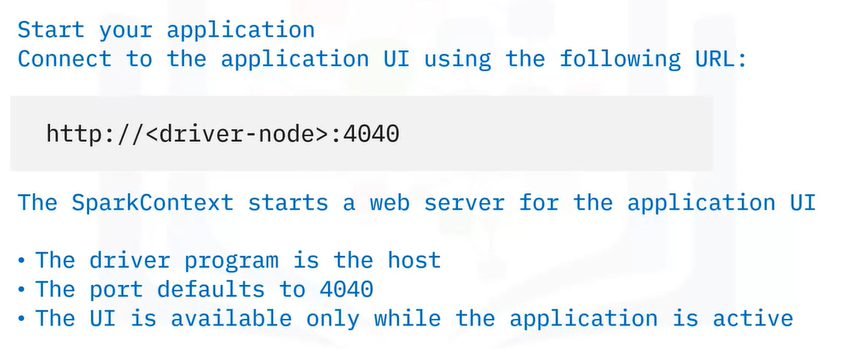 Start your application
Connect to the application UI using the following URL:
http://<driver-node>:4040
The SparkContext starts a web server for the application UI
• The driver program is the host
• The port defaults to 4040
• The UI is available only while the application is active